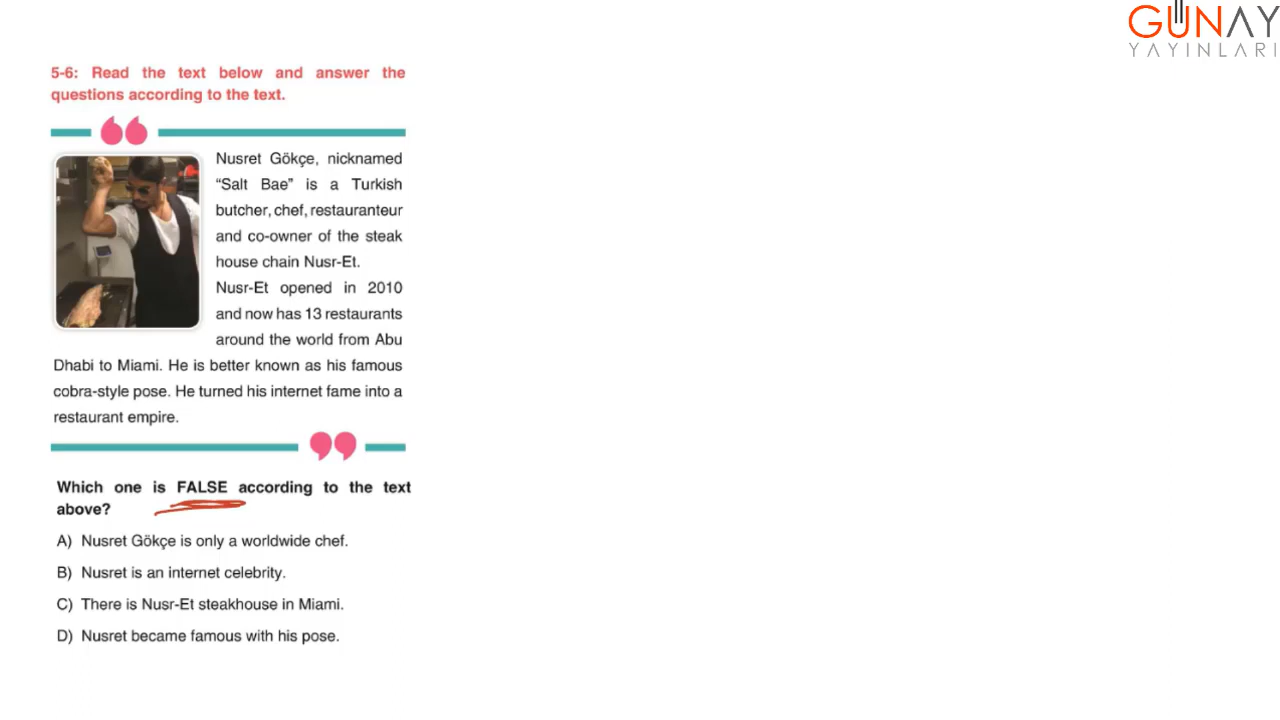 GÜNAY
YAYINLARI
5-6: Read the text below and answer the
questions according to the text.
Nusret Gökçe, nicknamed
“Salt Bae” is a Turkish
butcher, chef, restauranteur
and co-owner of the steak
house chain Nusr-Et.
Nusr-Et opened in 2010
and now has 13 restaurants
around the world from Abu
Dhabi to Miami. He is better known as his famous
cobra-style pose. He turned his internet fame into a
restaurant empire.
Which one is FALSE according to the text
above?
A) Nusret Gökçe is only a worldwide chef.
B) Nusret is an internet celebrity.
C) There is Nusr-Et steakhouse in Miami.
D) Nusret became famous with his pose.